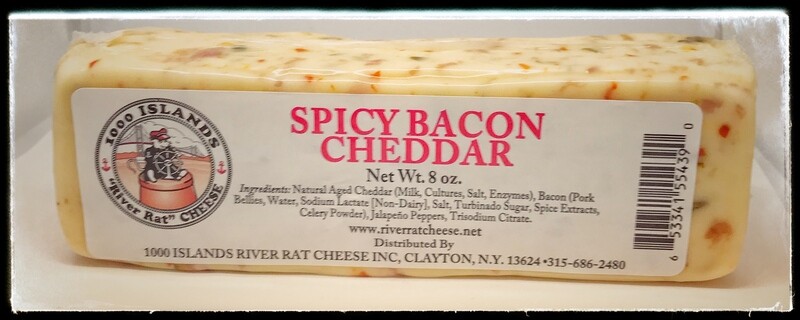 1000 ISLANDS
"River Rat" CHEESE
SPICY BACON
CHEDDAR
Net Wt. 8 oz.
Ingredients: Natural Aged Cheddar (Milk, Cultures, Salt, Enzymes), Bacon (Pork
Bellies, Water, Sodium Lactate [Non-Dairy], Salt, Turbinado Sugar, Spice Extracts,
Celery Powder), Jalapeño Peppers, Trisodium Citrate.
www.riverratcheese.net
Distributed By
1000 ISLANDS RIVER RAT CHEESE INC, CLAYTON, N.Y. 13624 •315-686-2480
6 53341 55439 0